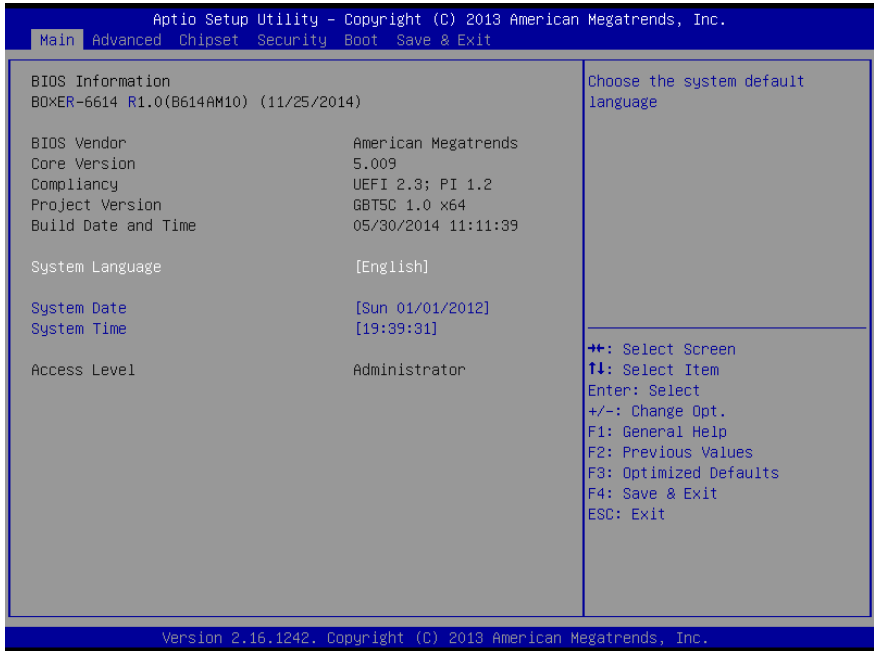 Aptio Setup Utility – Copyright (C) 2013 American Megatrends, Inc.
Main Advanced Chipset Security Boot Save & Exit
BIOS Information
BOXER-6614 R1.0(B614AM10) (11/25/2014)
BIOS Vendor American Megatrends
Core Version 5.009
Compliancy UEFI 2.3; PI 1.2
Project Version GBT5C 1.0 x64
Build Date and Time 05/30/2014 11:11:39
System Language [English]
System Date [Sun 01/01/2012]
System Time [19:39:31]
Access Level Administrator
Choose the system default
language
→←: Select Screen
↑↓: Select Item
Enter: Select
+/-: Change Opt.
F1: General Help
F2: Previous Values
F3: Optimized Defaults
F4: Save & Exit
ESC: Exit
Version 2.16.1242. Copyright (C) 2013 American Megatrends, Inc.